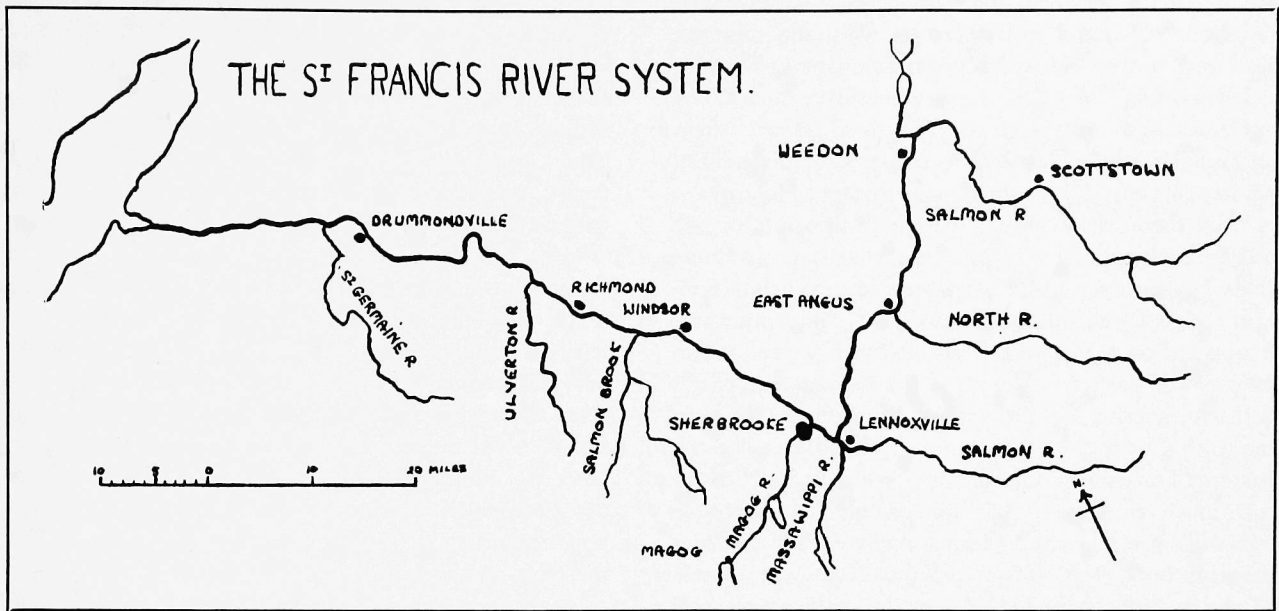 THE ST FRANCIS RIVER SYSTEM.
WEEDON
SCOTTSTOWN
SALMON R
DRUMMONDVILLE
ST GERMAINE R
RICHMOND
WINDSOR
EAST ANGUS
NORTH R.
ULVERTON R
SALMON BROOK
SHERBROOKE
LENNOXVILLE
SALMON R.
10 5 0 10 20 MILES
MAGOG R.
MASSAWIPPI R.
MAGOG
N